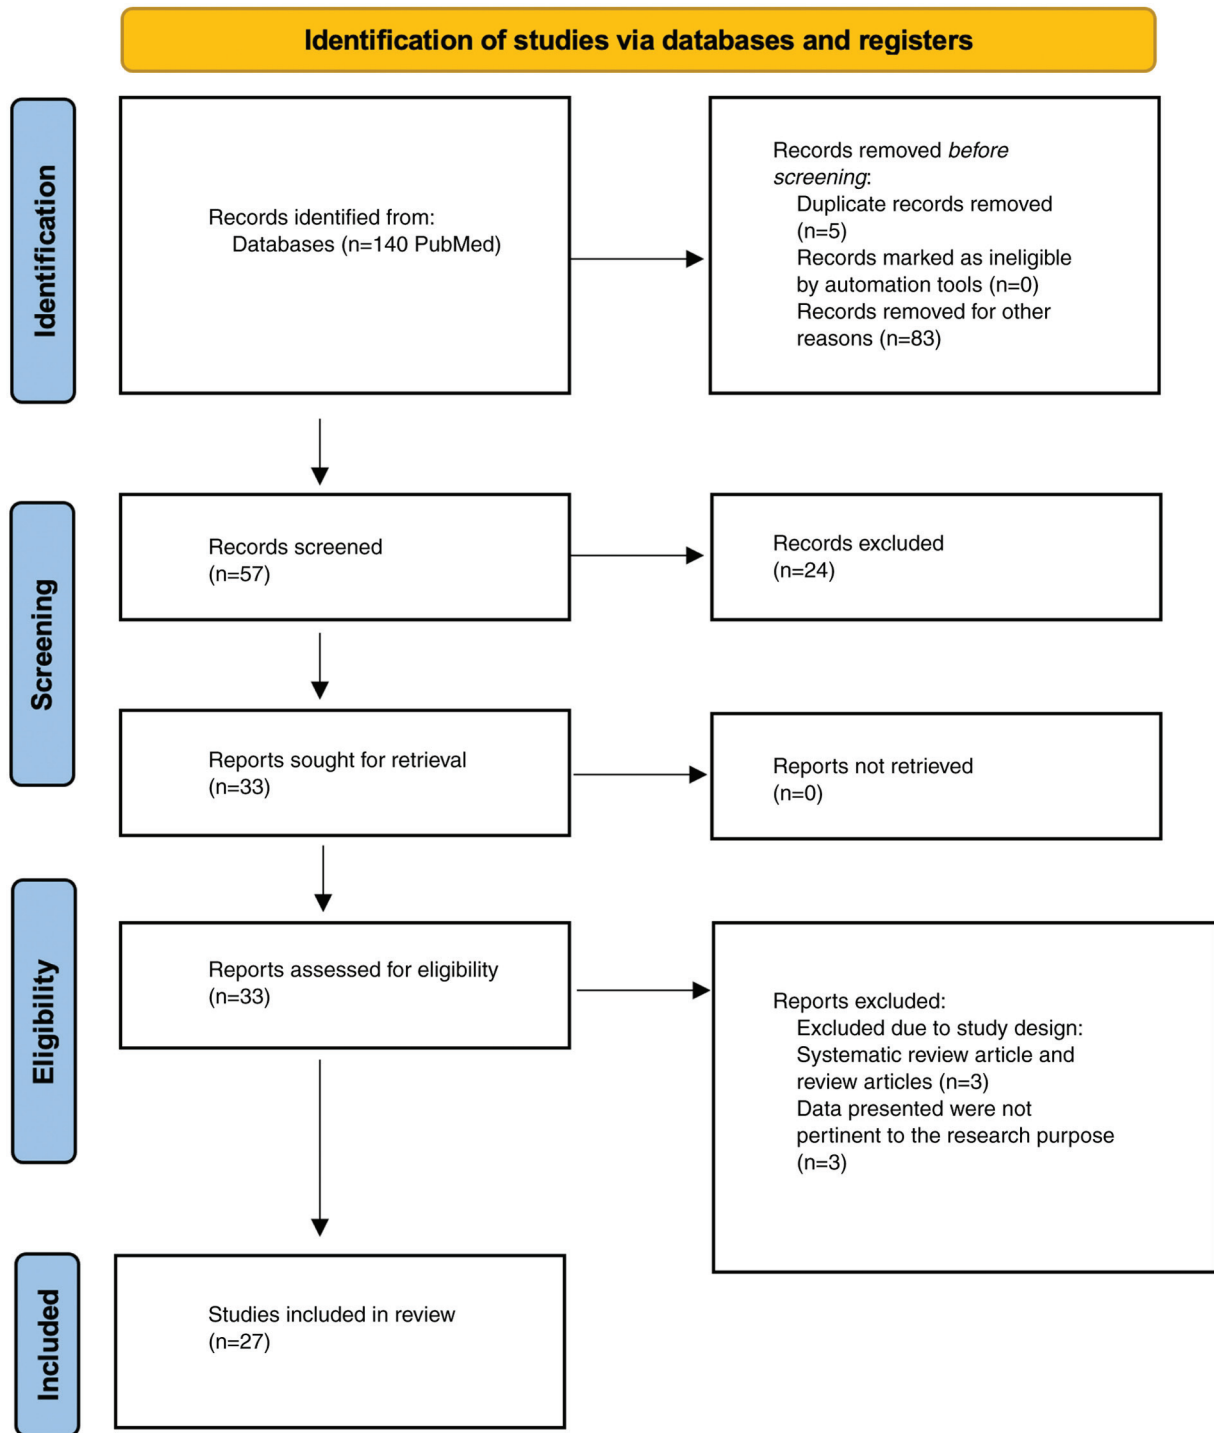 Identification of studies via databases and registers
Identification
Records identified from:
Databases (n=140 PubMed)
Records removed before
screening:
Duplicate records removed
(n=5)
Records marked as ineligible
by automation tools (n=0)
Records removed for other
reasons (n=83)
Screening
Records screened
(n=57)
Records excluded
(n=24)
Reports sought for retrieval
(n=33)
Reports not retrieved
(n=0)
Eligibility
Reports assessed for eligibility
(n=33)
Reports excluded:
Excluded due to study design:
Systematic review article and
review articles (n=3)
Data presented were not
pertinent to the research purpose
(n=3)
Included
Studies included in review
(n=27)